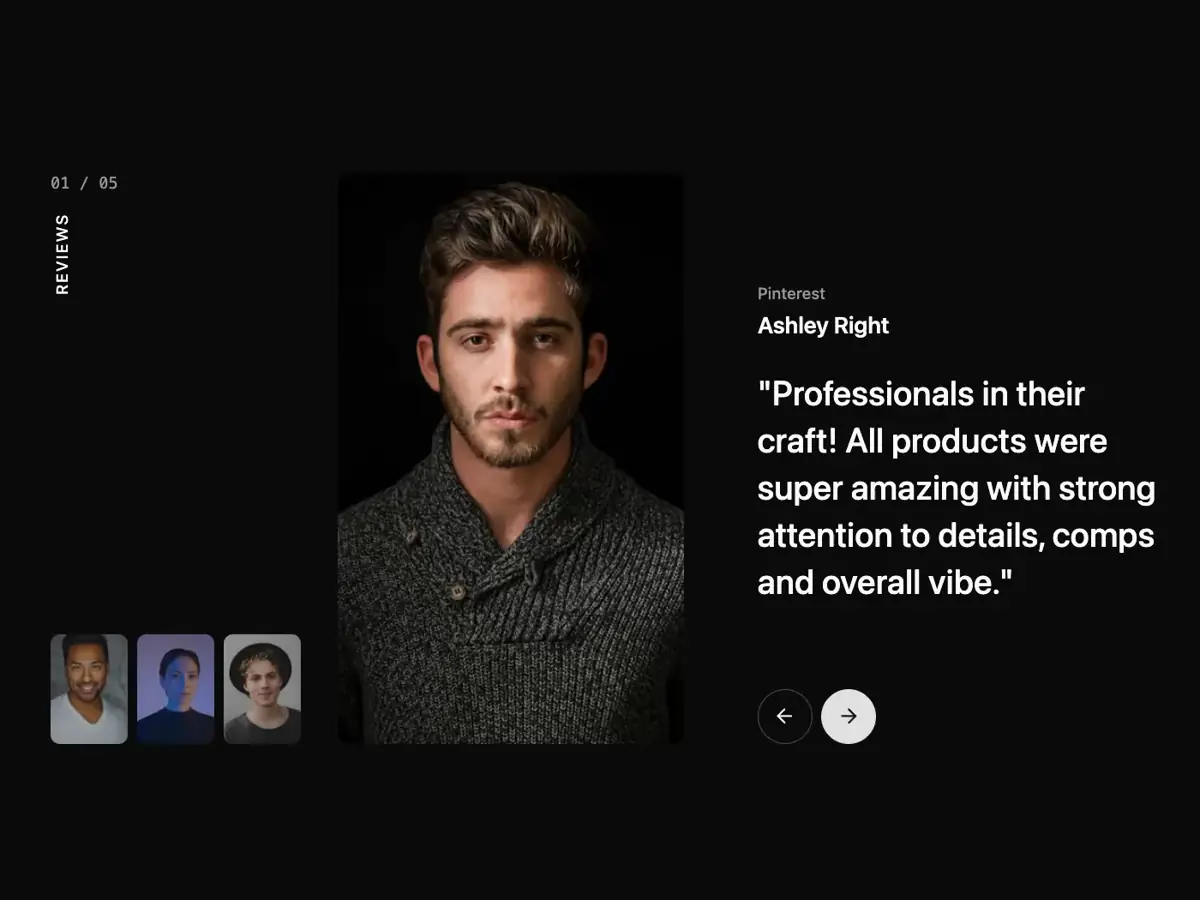 01 / 05
REVIEWS
Pinterest
Ashley Right
"Professionals in their
craft! All products were
super amazing with strong
attention to details, comps
and overall vibe."